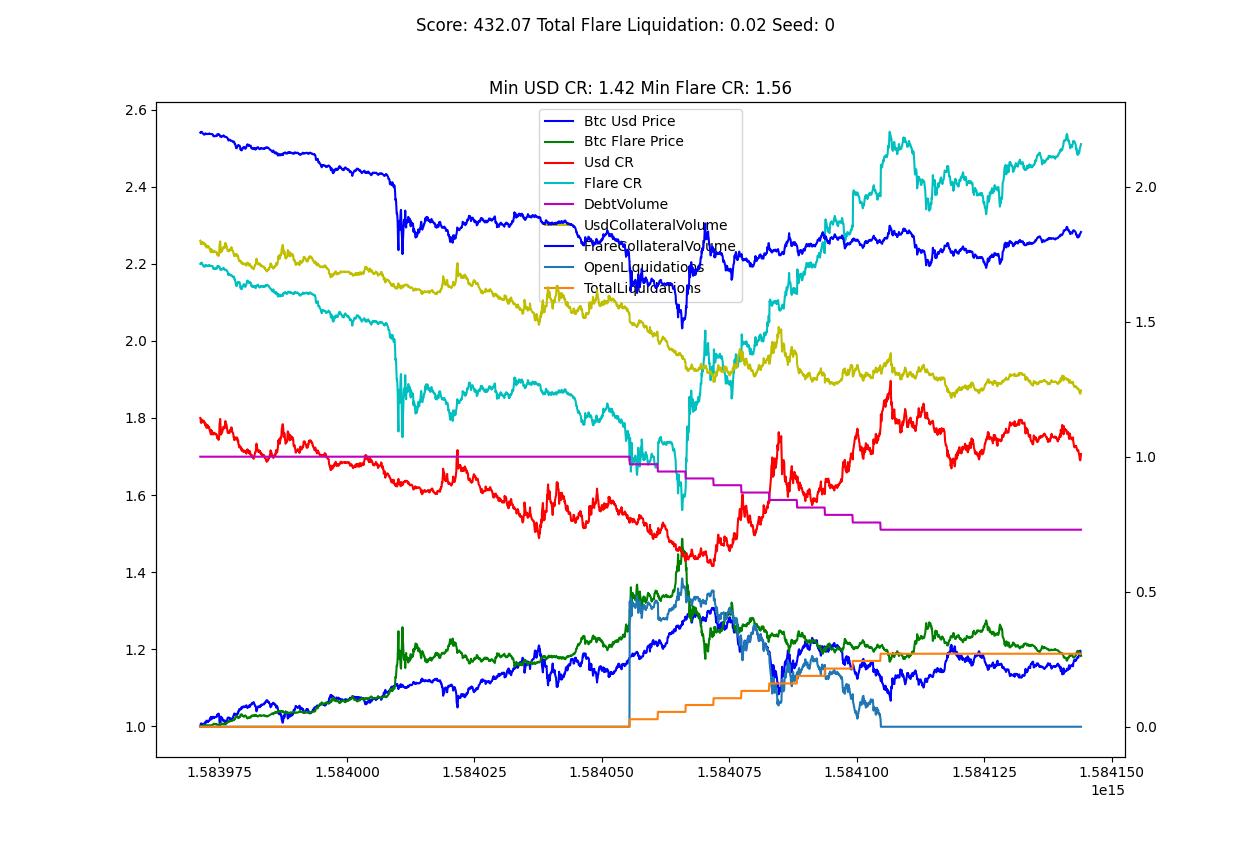 Score: 432.07 Total Flare Liquidation: 0.02 Seed: 0
Min USD CR: 1.42 Min Flare CR: 1.56
2.6
2.4
2.2
2.0
1.8
1.6
1.4
1.2
1.0
Btc Usd Price
Btc Flare Price
Usd CR
Flare CR
DebtVolume
UsdCollateralVolume
FlareCollateralVolume
OpenLiquidations
TotalLiquidations
2.0
1.5
1.0
0.5
0.0
1.583975 1.584000 1.584025 1.584050 1.584075 1.584100 1.584125 1.584150
1e15